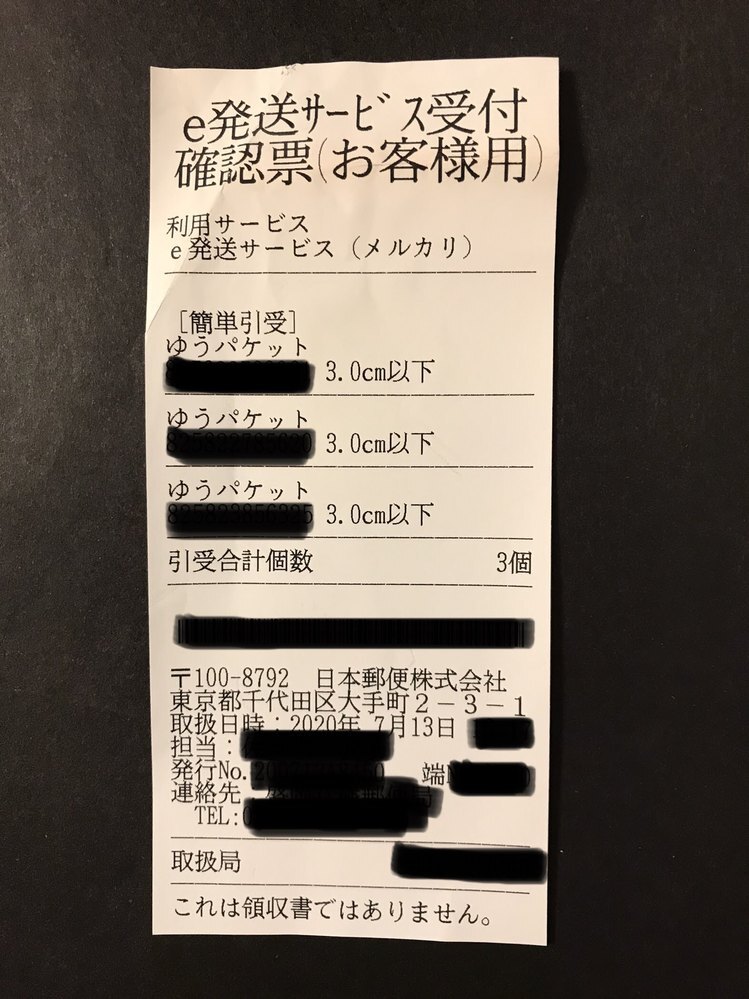 e発送サービス受付
確認票(お客様用)
利用サービス
e発送サービス(メルカリ)
[簡単引受]
ゆうパケット
3.0cm以下
ゆうパケット
3.0cm以下
ゆうパケット
3.0cm以下
引受合計個数 3個
〒100-8792 日本郵便株式会社
東京都千代田区大手町2-3-1
取扱日時:2020年 7月13日
担当:
発行No. 端
連絡先
TEL:
取扱局
これは領収書ではありません。